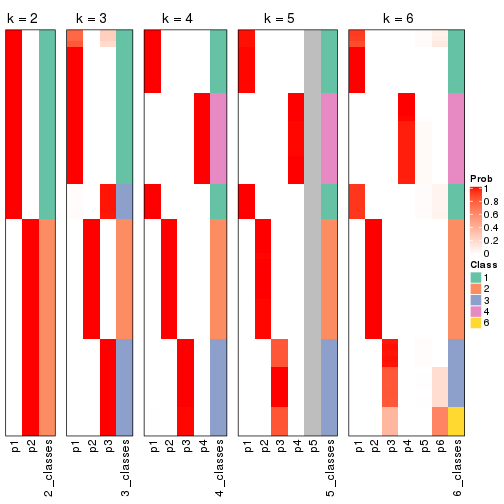 k = 2
k = 3
k = 4
k = 5
k = 6
Prob
1
0.8
0.6
0.4
0.2
0
Class
1
2
3
4
6
p1
p2
2_classes
p1
p2
p3
3_classes
p1
p2
p3
p4
4_classes
p1
p2
p3
p4
p5
5_classes
p1
p2
p3
p4
p5
p6
6_classes